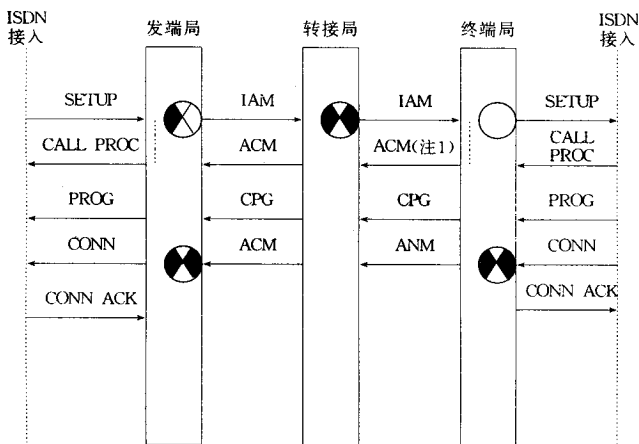 ISDN
接入
发端局
转接局
终端局
ISDN
接入
SETUP
IAM
IAM
SETUP
CALL PROC
ACM
ACM(注1)
CALL
PROC
PROG
CPG
CPG
PROG
CONN
ACM
ANM
CONN
CONN ACK
CONN ACK